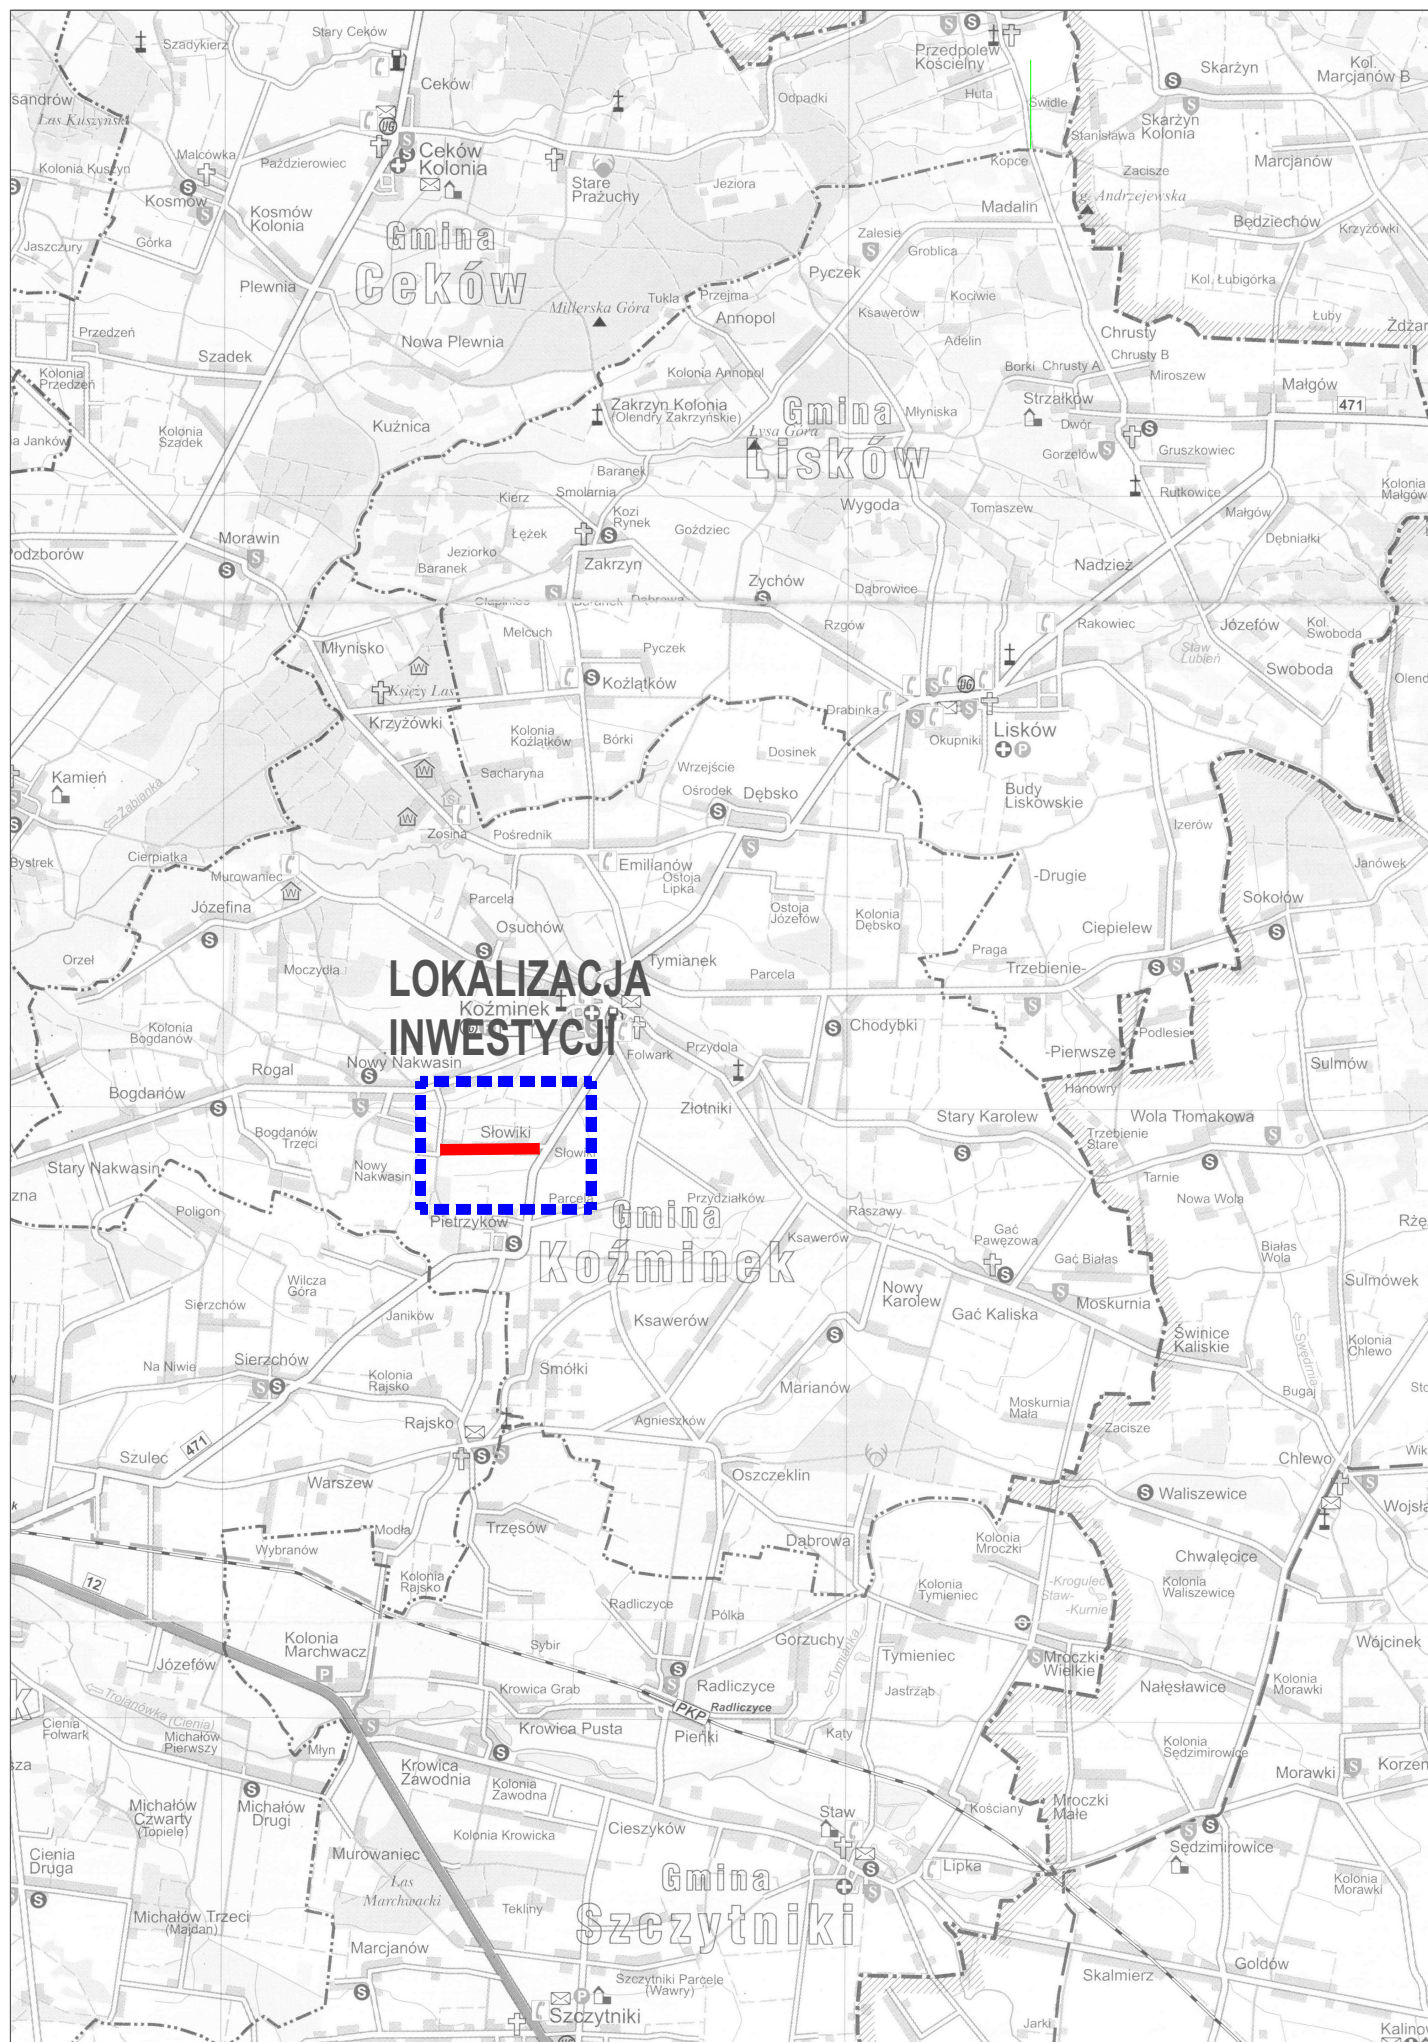 Stary Ceków
Szadykierz
Ceków
Przedpolew
Kościelny
Skarżyn
Kol.
Marcjanów B
Odpadki
Huta
Świdle
Skarżyn
Kolonia
Las Kuszyński
Stanisława
Malcówka
Paździerowiec
Ceków
Kolonia
Kopce
Marcjanów
Kolonia Kuszyn
Stare
Prażuchy
Jeziora
Zacisze
g. Andrzejewska
Kosmów
Kosmów
Kolonia
Madalin
Będziechów
Krzyżówki
Gmina
Ceków
Zalesie
Groblica
Jaszczury
Górka
Pyczek
Kol. Łubigórka
Plewnia
Millerska Góra
Tukla
Przejma
Kociwie
Annopol
Ksawerów
Łuby
Przedzeń
Nowa Plewnia
Adelin
Chrusty
Szadek
Chrusty B
Kolonia
Przedzeń
Kolonia Annopol
Borki
Chrusty A
Miroszew
Małgów
471
Zakrzyn Kolonia
(Olendry Zakrzyńskie)
Gmina
Lisków
Młyniska
Strzałków
Dwór
Kuźnica
Łysa Góra
Kolonia
Szadek
Gorzelów
Gruszkowiec
Baranek
Smolarnia
Kierz
Wygoda
Tomaszew
Rutkowice
Kolonia
Małgów
Kozi
Rynek
Małgów
Łężek
Goździec
Morawin
Podzborów
Jeziorko
Baranek
Zakrzyn
Zychów
Dąbrowice
Nadzież
Dębniałki
Rzgów
Rakowiec
Józefów
Kol.
Swoboda
Młynisko
Melcuch
Pyczek
Staw
Łubień
Swoboda
Księży Las
Koźlątków
Krzyżówki
Drabinka
Kolonia
Koźlątków
Bórki
Okupniki
Lisków
Dosinek
Wrzejście
Sacharyna
Kamień
Żabianka
Ośrodek
Dębsko
Budy
Liskowskie
Zosina
Pośrednik
Izerów
Bystrek
Cierpiatka
Emilianów
Janówek
Murowaniec
Ostoja
Lipka
-Drugie
Józefina
Parcela
Ostoja
Józefów
Kolonia
Dębsko
Sokołów
Osuchów
Ciepielew
Orzeł
Moczydła
Tymianek
Parcela
Praga
Trzebienie-
LOKALIZACJA
INWESTYCJI
Koźminek
Kolonia
Bogdanów
Chodybki
Podlesie
Przydola
Folwark
-Pierwsze
Sulmów
Rogal
Nowy Nakwasin
Hanowry
Bogdanów
Złotniki
Stary Karolew
Wola Tłomakowa
Słowiki
Bogdanów
Trzeci
Trzebienie
Stare
Słowiki
Stary Nakwasin
Nowy
Nakwasin
Tarnie
Parcela
Przydziałków
Nowa Wola
Poligon
Pietrzyków
Gmina
Koźminek
Raszawy
Ksawerów
Gać
Pawęzowa
Gać Białas
Białas
Wola
Wilcza
Góra
Nowy
Karolew
Sulmówek
Sierzchów
Janików
Ksawerów
Gać Kaliska
Moskurnia
Swędrnia
Świnice
Kaliskie
Kolonia
Chlewo
Na Niwie
Sierzchów
Kolonia
Rajsko
Smółki
Marianów
Bugaj
Moskurnia
Mała
Rajsko
Agnieszków
Zacisze
471
Szulec
Chlewo
Warszew
Oszczeklin
Waliszewice
Trzęsów
Modła
Dąbrowa
Kolonia
Mroczki
Wybranów
Chwalęcice
Kolonia
Rajsko
Kolonia
Tymieniec
-Krogulec
Staw-
-Kurnie
Kolonia
Waliszewice
12
Radliczyce
Pólka
Kolonia
Marchwacz
Sybir
Gorzuchy
Tymianka
Tymieniec
Wójcinek
Józefów
Mroczki
Wielkie
Krowica Grab
Radliczyce
Jastrząb
Nałęsławice
Kolonia
Morawki
Trojanówka (Cienia)
PKP
Radliczyce
Cienia
Folwark
Michałów
Pierwszy
Krowica Pusta
Pieńki
Kąty
Młyn
Kolonia
Sędzimirowice
Krowica
Zawodnia
Kolonia
Zawodna
Morawki
Michałów
Czwarty
(Topiele)
Michałów
Drugi
Kościany
Mroczki
Małe
Staw
Cieszyków
Kolonia Krowicka
Sędzimirowice
Cienia
Druga
Murowaniec
Lipka
Gmina
Szczytniki
Las
Marchwacki
Kolonia
Morawki
Tekliny
Michałów Trzeci
(Majdan)
Marcjanów
Goldów
Szczytniki Parcele
(Wawry)
Skalmierz
Szczytniki
Jarki